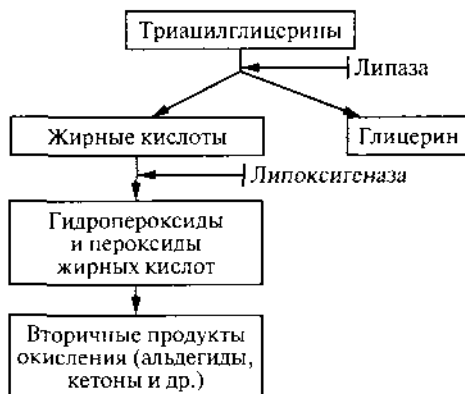 Триацилглицерины
Липаза
Жирные кислоты
Глицерин
Липоксигеназа
Гидропероксиды
и пероксиды
жирных кислот
Вторичные продукты
окисления (альдегиды,
кетоны и др.)